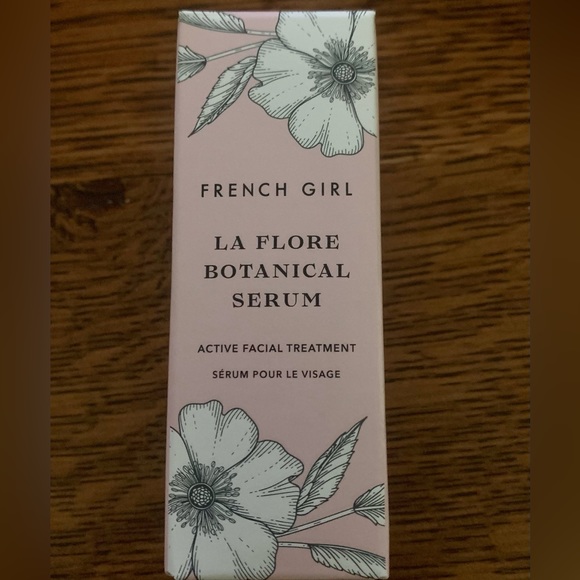 FRENCH GIRL
LA FLORE
BOTANICAL
SERUM
ACTIVE FACIAL TREATMENT
SÉRUM POUR LE VISAGE